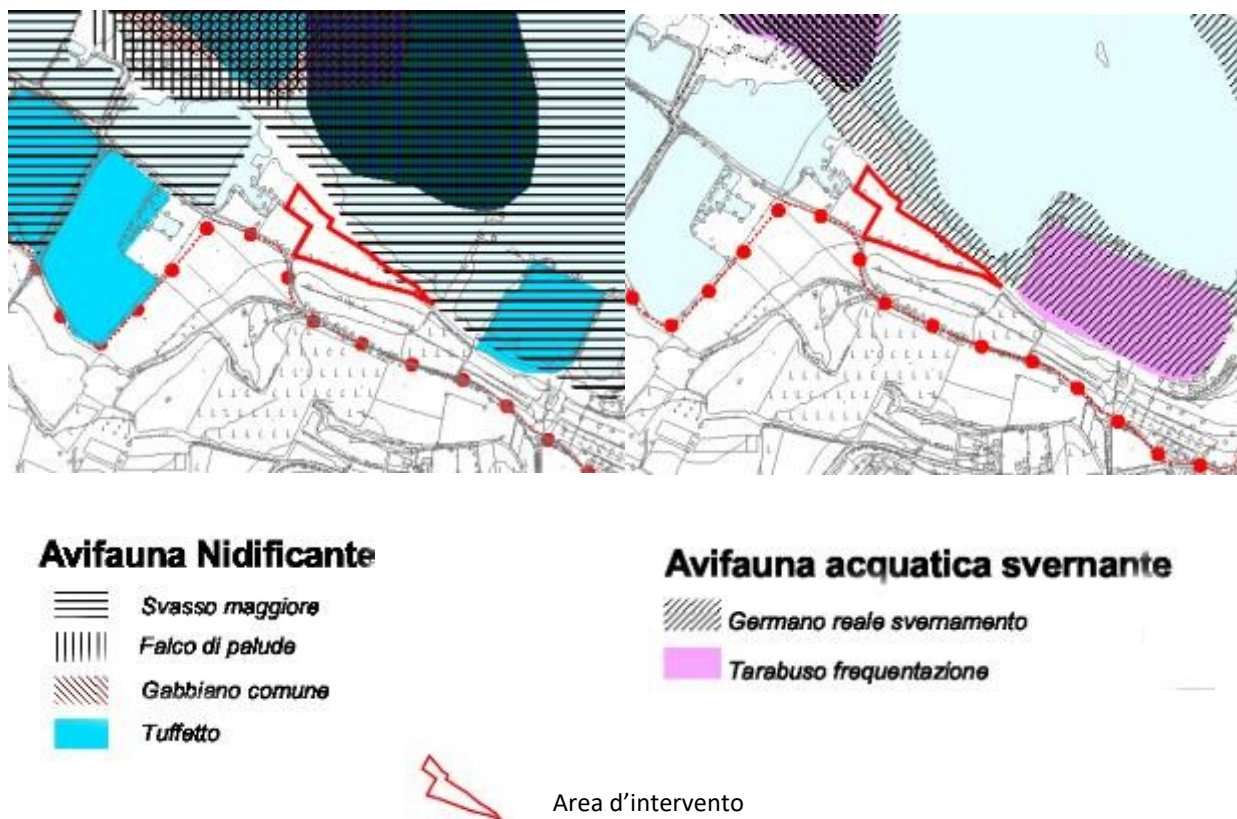 Avifauna Nidificante
Svasso maggiore
Falco di palude
Gabbiano comune
Tuffetto
Avifauna acquatica svernante
Germano reale svernamento
Tarabuso frequentazione
Area d’intervento